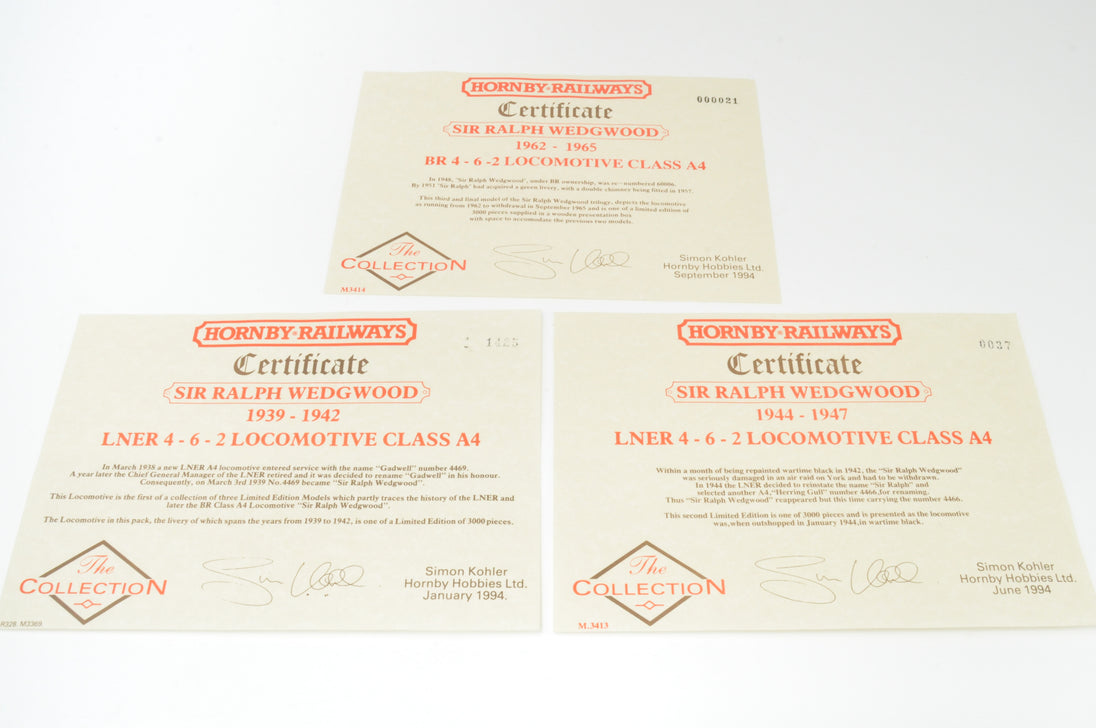 HORNBY RAILWAYS
000021
Certificate
SIR RALPH WEDGWOOD
1962 - 1965
BR 4 - 6 -2 LOCOMOTIVE CLASS A4
In 1948, "Sir Ralph Wedgwood", under BR ownership, was re-numbered 60006.
By 1951 "Sir Ralph" had acquired a green livery, with a double chimney being fitted in 1957.
This third and final model of the Sir Ralph Wedgwood trilogy, depicts the locomotive
as running from 1962 to withdrawal in September 1965 and is one of a limited edition of
3000 pieces supplied in a wooden presentation box
with space to accomodate the previous two models.
The
COLLECTION
Simon Kohler
Hornby Hobbies Ltd.
September 1994
M3414
HORNBY RAILWAYS
Certificate
SIR RALPH WEDGWOOD
1939 - 1942
LNER 4 - 6 - 2 LOCOMOTIVE CLASS A4
In March 1938 a new LNER A4 locomotive entered service with the name "Gadwell" number 4469.
A year later the Chief General Manager of the LNER retired and it was decided to rename "Gadwell" in his honour.
Consequently, on March 3rd 1939 No.4469 became "Sir Ralph Wedgwood".
This Locomotive is the first of a collection of three Limited Edition Models which partly traces the history of the LNER and
later the BR Class A4 Locomotive "Sir Ralph Wedgwood".
The Locomotive in this pack, the livery of which spans the years from 1939 to 1942, is one of a Limited Edition of 3000 pieces.
The
COLLECTION
Simon Kohler
Hornby Hobbies Ltd.
January 1994.
R328. M3369.
HORNBY RAILWAYS
0037
Certificate
SIR RALPH WEDGWOOD
1944 - 1947
LNER 4 - 6 - 2 LOCOMOTIVE CLASS A4
Within a month of being repainted wartime black in 1942, the "Sir Ralph Wedgwood"
was seriously damaged in an air raid on York and had to be withdrawn.
In 1944 the LNER decided to reinstate the name "Sir Ralph" and
selected another A4,"Herring Gull" number 4466,for renaming.
Thus "Sir Ralph Wedgwood" reappeared but this time carrying the number 4466.
This second Limited Edition is one of 3000 pieces and is presented as the locomotive
was,when outshopped in January 1944,in wartime black.
The
COLLECTION
Simon Kohler
Hornby Hobbies Ltd.
June 1994
M.3413